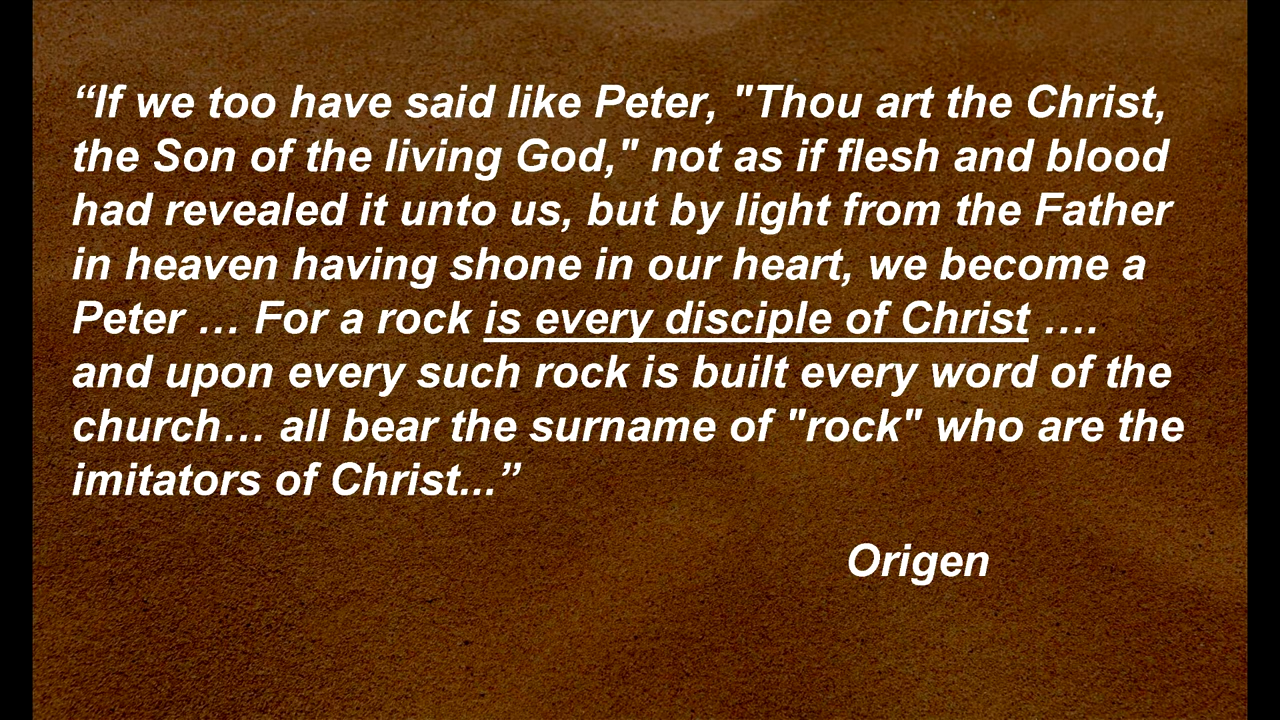 “If we too have said like Peter, "Thou art the Christ,
the Son of the living God," not as if flesh and blood
had revealed it unto us, but by light from the Father
in heaven having shone in our heart, we become a
Peter … For a rock is every disciple of Christ ….
and upon every such rock is built every word of the
church… all bear the surname of "rock" who are the
imitators of Christ...”
Origen